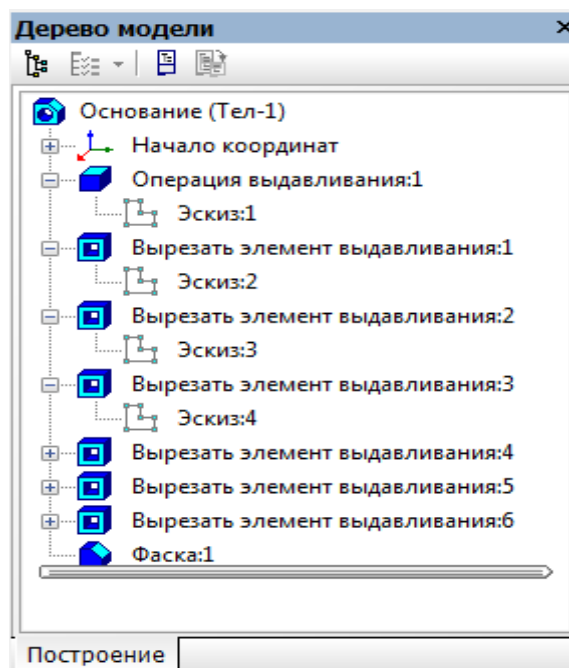 Дерево модели
Основание (Тел-1)
Начало координат
Операция выдавливания:1
Эскиз:1
Вырезать элемент выдавливания:1
Эскиз:2
Вырезать элемент выдавливания:2
Эскиз:3
Вырезать элемент выдавливания:3
Эскиз:4
Вырезать элемент выдавливания:4
Вырезать элемент выдавливания:5
Вырезать элемент выдавливания:6
Фаска:1
Построение